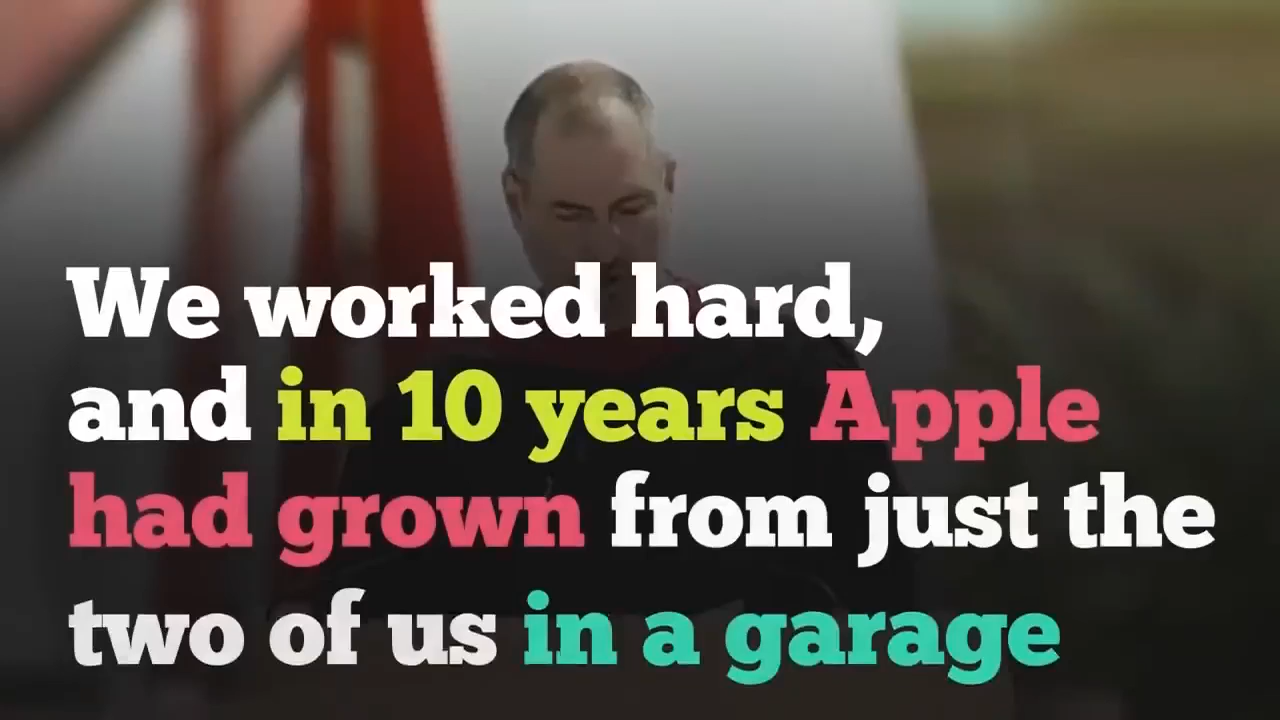 We worked hard,
and in 10 years Apple
had grown from just the
two of us in a garage